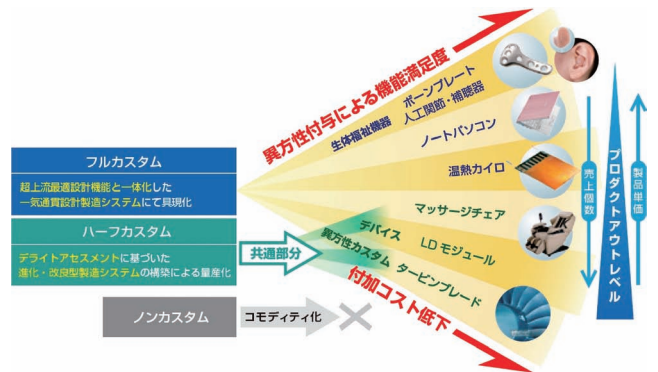 異方性付与による機能満足度
生体福祉機器
ボーンプレート
人工関節・補聴器
ノートパソコン
温熱カイロ
マッサージチェア
デバイス
LDモジュール
異方性カスタム
タービンブレード
付加コスト低下
フルカスタム
超上流最適設計機能と一体化した
一気通貫設計製造システムにて具現化
ハーフカスタム
デライトアセスメントに基づいた
進化・改良型製造システムの構築による量産化
共通部分
ノンカスタム
コモディティ化
売上個数
プロダクトアウトレベル
製品単価